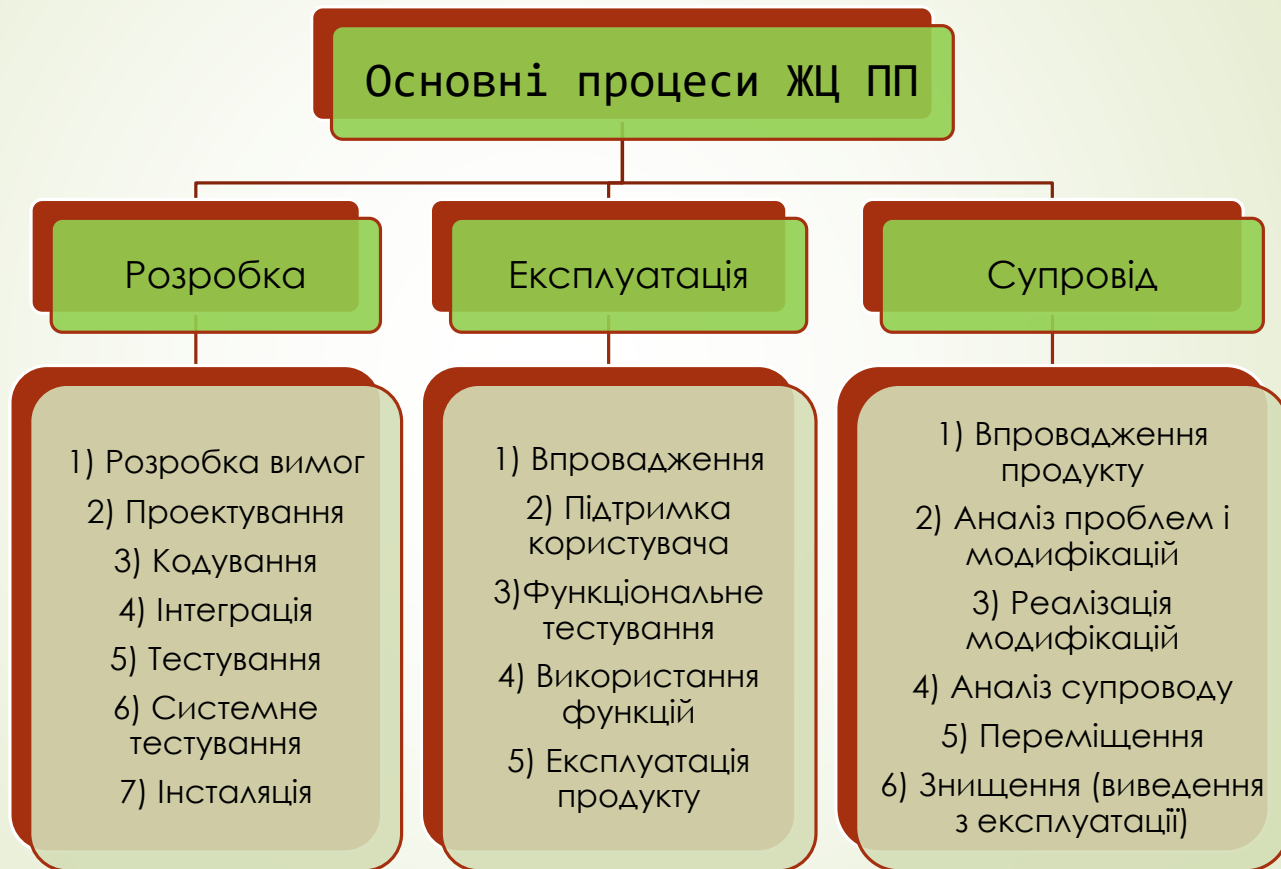 Основні процеси ЖЦ ПП
Розробка
1) Розробка вимог
2) Проектування
3) Кодування
4) Інтеграція
5) Тестування
6) Системне
тестування
7) Інсталяція
Експлуатація
1) Впровадження
2) Підтримка
користувача
3)Функціональне
тестування
4) Використання
функцій
5) Експлуатація
продукту
Супровід
1) Впровадження
продукту
2) Аналіз проблем і
модифікацій
3) Реалізація
модифікацій
4) Аналіз супроводу
5) Переміщення
6) Знищення (виведення
з експлуатації)